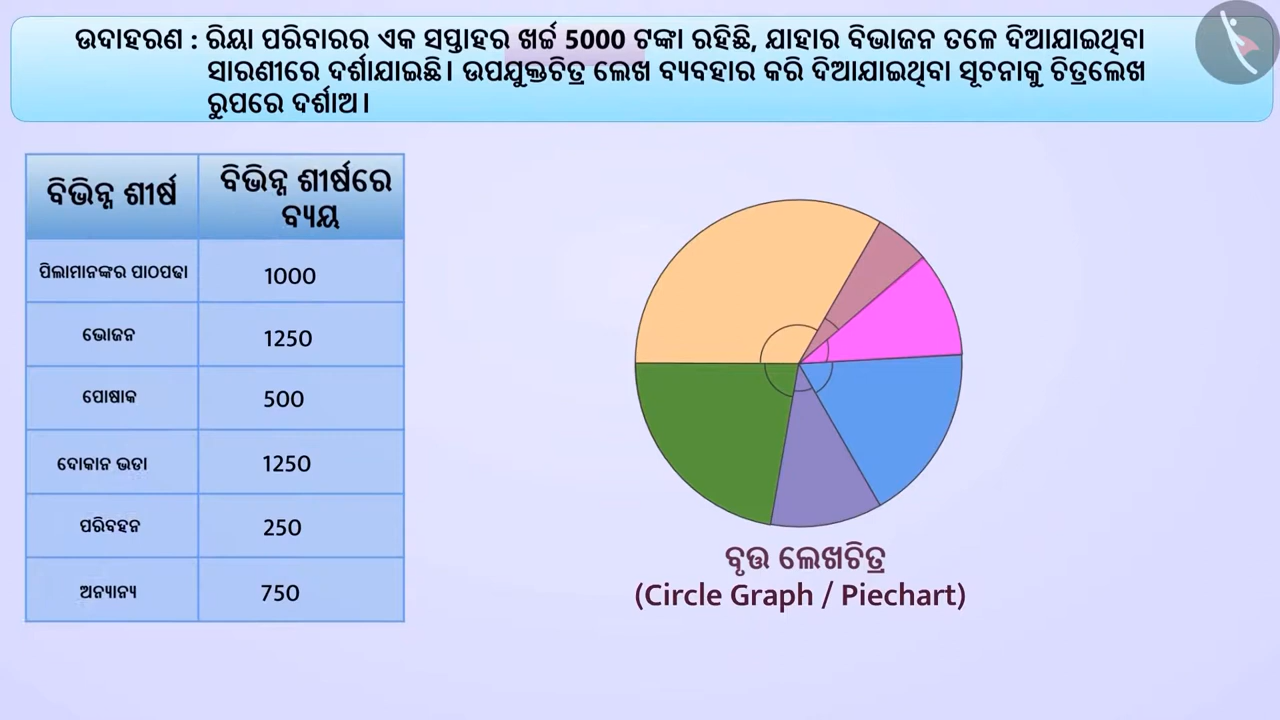 ଉଦାହରଣ : ରିୟା ପରିବାରର ଏକ ସପ୍ତାହର ଖର୍ଚ୍ଚ 5000 ଟଙ୍କା ରହିଛି, ଯାହାର ବିଭାଜନ ତଳେ ଦିଆଯାଇଥିବା
ସାରଣୀରେ ଦର୍ଶାଯାଇଛି। ଉପଯୁକ୍ତଚିତ୍ର ଲେଖ ବ୍ୟବହାର କରି ଦିଆଯାଇଥିବା ସୂଚନାକୁ ଚିତ୍ରଲେଖ
ରୁପରେ ଦର୍ଶାଅ।
ବିଭିନ୍ନ ଶୀର୍ଷ
ବିଭିନ୍ନ ଶୀର୍ଷରେ
ବ୍ୟୟ
ପିଲାମାନଙ୍କର ପାଠପଢା
1000
ଭୋଜନ
1250
ପୋଷାକ
500
ଦୋକାନ ଭଡା
1250
ପରିବହନ
250
ଅନ୍ୟାନ୍ୟ
750
ବୃତ୍ତ ଲେଖଚିତ୍ର
(Circle Graph / Piechart)